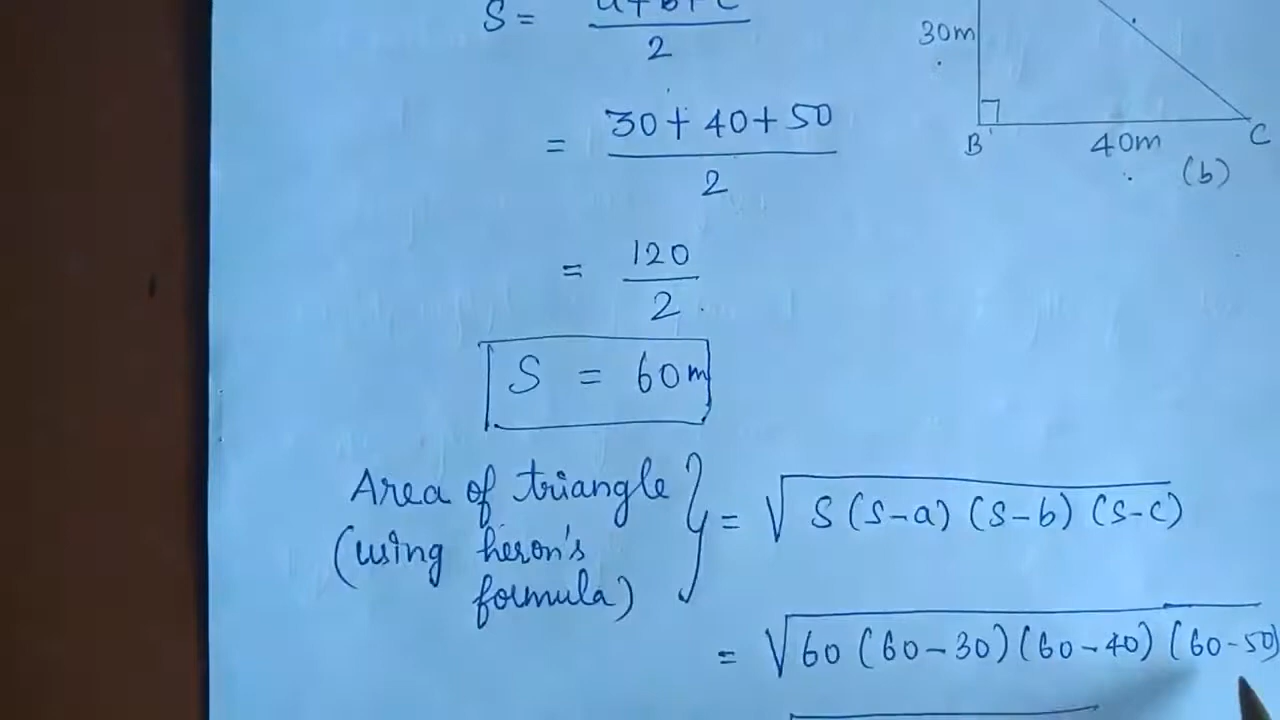 S = a+b+c / 2
30m
= 30+40+50 / 2
B 40m C
(b)
= 120 / 2
S = 60m
Area of triangle
(using heron's
formula)
= √S(S-a)(S-b)(S-c)
= √60(60-30)(60-40)(60-50)